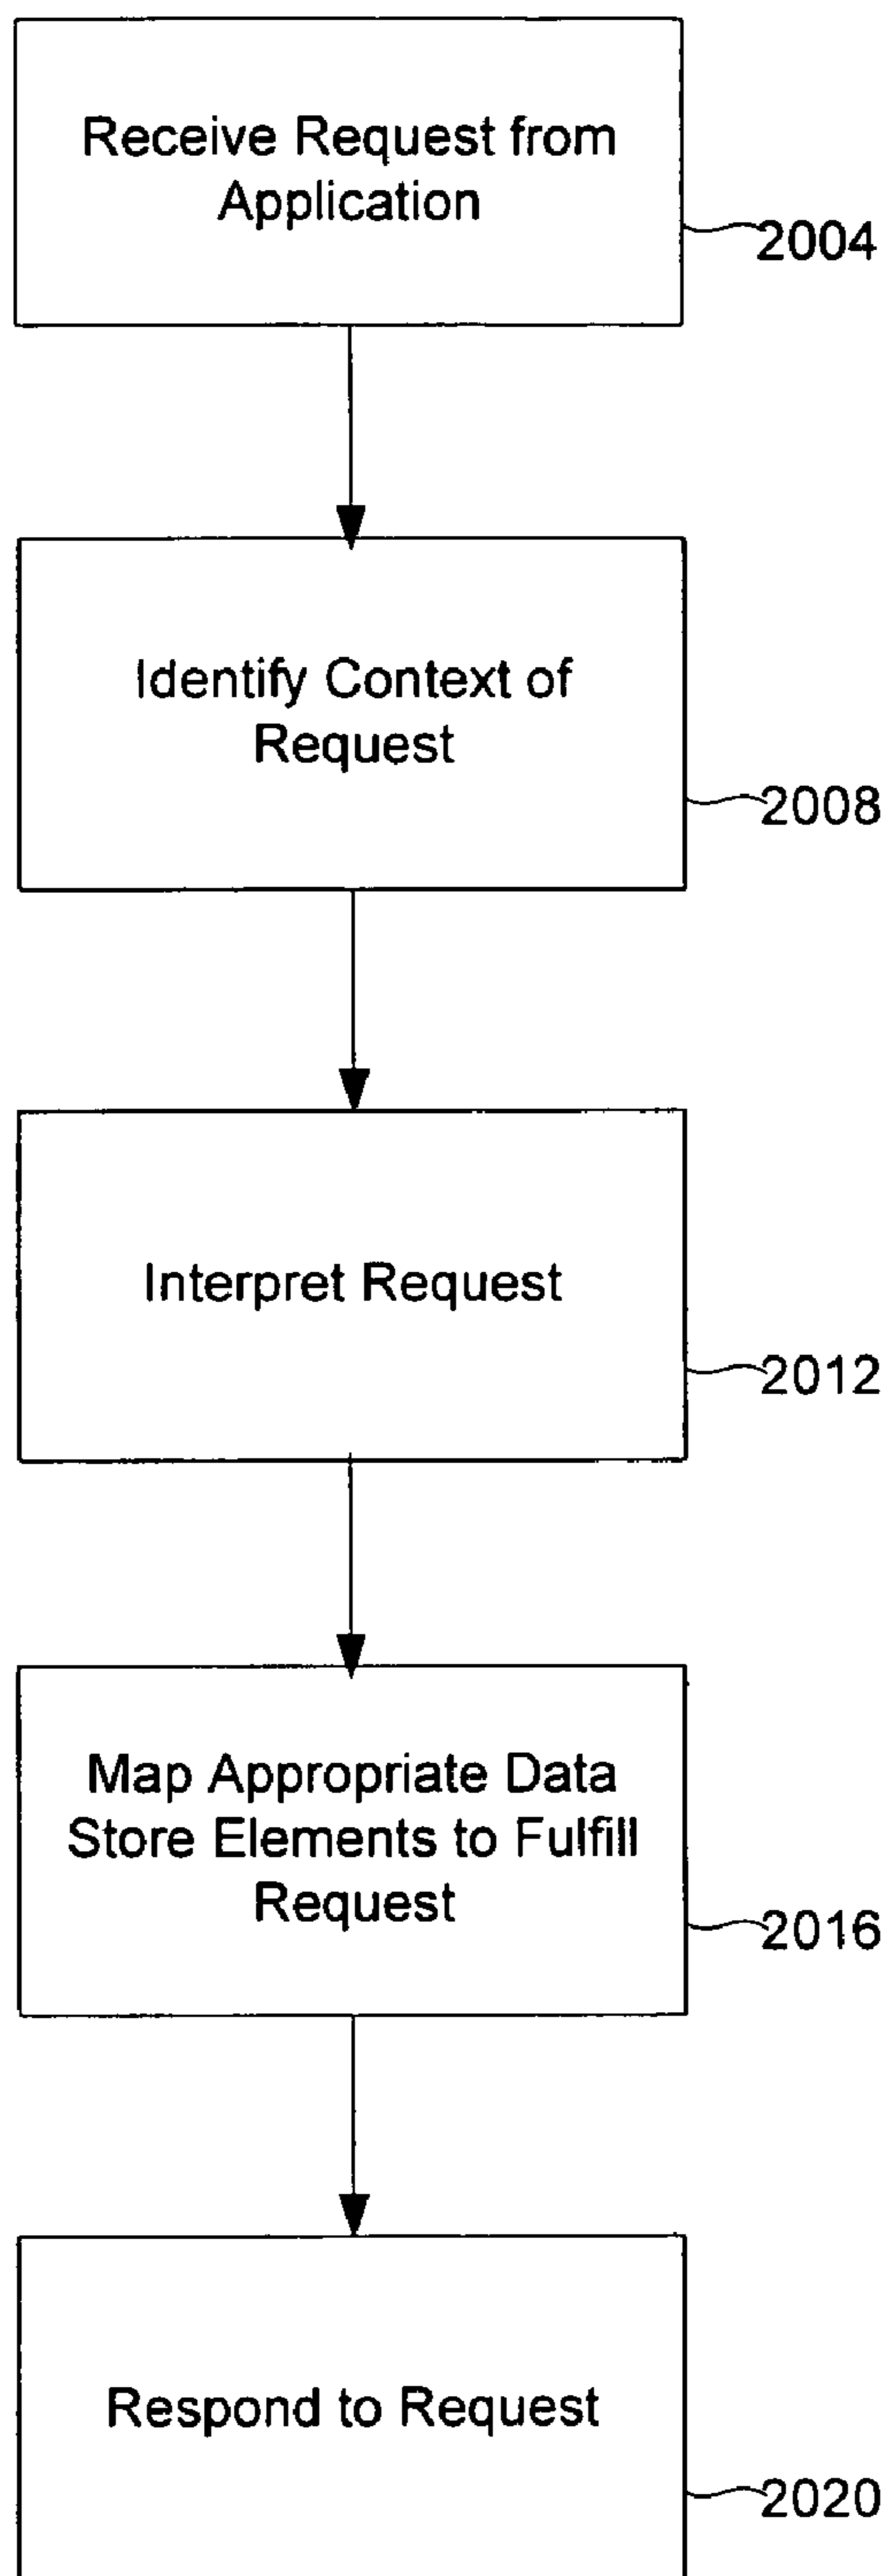 Receive Request from
Application
2004
Identify Context of
Request
2008
Interpret Request
2012
Map Appropriate Data
Store Elements to Fulfill
Request
2016
Respond to Request
2020